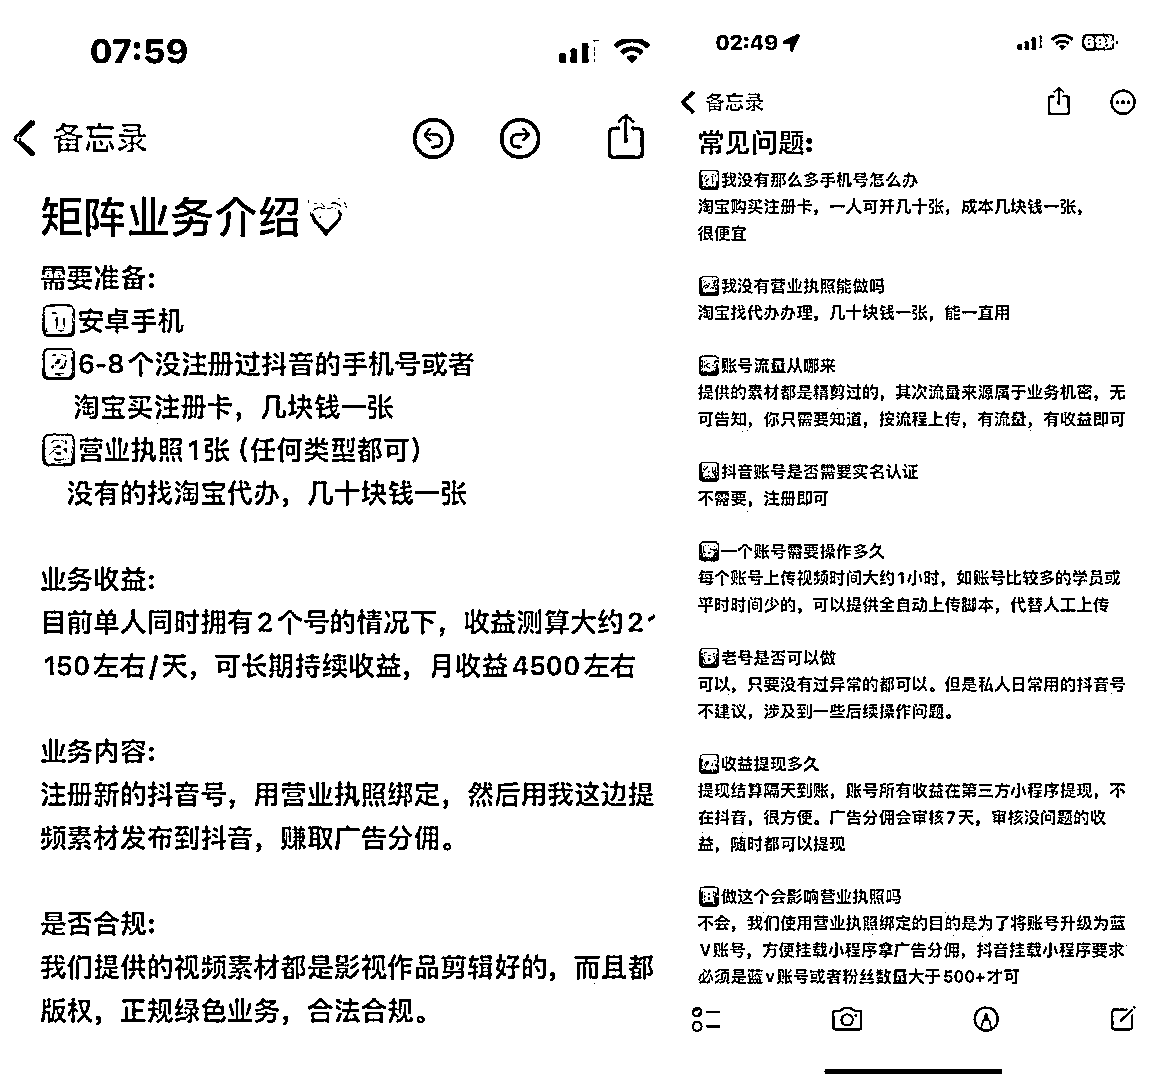 07:59
备忘录
矩阵业务介绍
需要准备:
安卓手机
6-8个没注册过抖音的手机号或者
淘宝买注册卡，几块钱一张
营业执照1张（任何类型都可）
没有的找淘宝代办，几十块钱一张
业务收益:
目前单人同时拥有2个号的情况下，收益测算大约2
150左右/天，可长期持续收益，月收益4500左右
业务内容:
注册新的抖音号，用营业执照绑定，然后用我这边提
频素材发布到抖音，赚取广告分佣。
是否合规:
我们提供的视频素材都是影视作品剪辑好的，而且都
版权，正规绿色业务，合法合规。
02:49
备忘录
常见问题:
我没有那么多手机号怎么办
淘宝购买注册卡，一人可开几十张，成本几块钱一张，
很便宜
我没有营业执照能做吗
淘宝找代办办理，几十块钱一张，能一直用
账号流量从哪来
提供的素材都是精剪过的，其次流量来源属于业务机密，无
可告知，你只需要知道，按流程上传，有流量，有收益即可
抖音账号是否需要实名认证
不需要，注册即可
一个账号需要操作多久
每个账号上传视频时间大约1小时，如账号比较多的学员或
平时时间少的，可以提供全自动上传脚本，代替人工上传
老号是否可以做
可以，只要没有过异常的都可以。但是私人日常用的抖音号
不建议，涉及到一些后续操作问题。
收益提现多久
提现结算隔天到账，账号所有收益在第三方小程序提现，不
在抖音，很方便。广告分佣会审核7天，审核没问题的收
益，随时都可以提现
做这个会影响营业执照吗
不会，我们使用营业执照绑定的目的是为了将账号升级为蓝
V账号，方便挂载小程序拿广告分佣，抖音挂载小程序要求
必须是蓝v账号或者粉丝数量大于500+才可